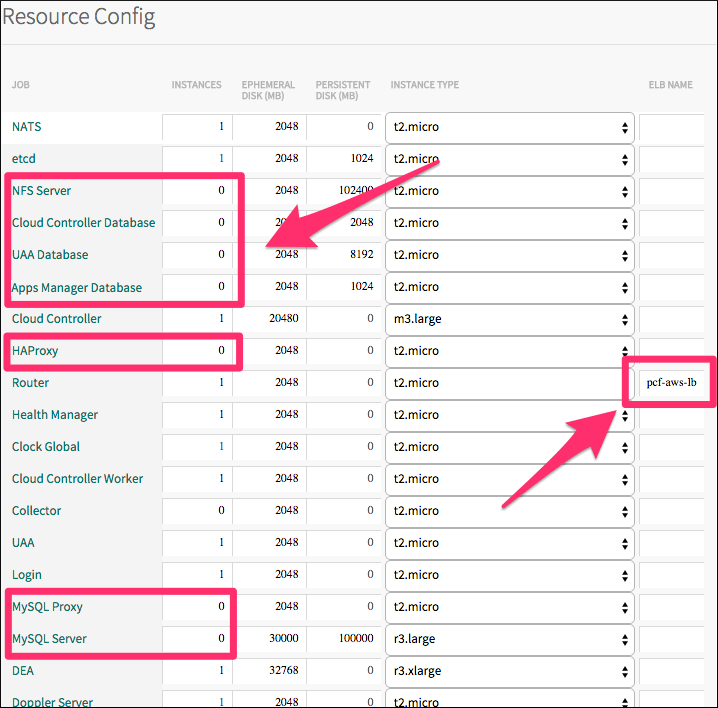 Resource Config
JOB INSTANCES EPHEMERAL DISK (MB) PERSISTENT DISK (MB) INSTANCE TYPE ELB NAME
NATS 1 2048 0 t2.micro
etcd 1 2048 1024 t2.micro
NFS Server 0 2048 102400 t2.micro
Cloud Controller Database 0 2048 2048 t2.micro
UAA Database 0 2048 8192 t2.micro
Apps Manager Database 0 2048 1024 t2.micro
Cloud Controller 1 20480 0 m3.large
HAProxy 0 2048 0 t2.micro
Router 1 2048 0 t2.micro pcf-aws-lb
Health Manager 1 2048 0 t2.micro
Clock Global 1 2048 0 t2.micro
Cloud Controller Worker 1 2048 0 t2.micro
Collector 0 2048 0 t2.micro
UAA 1 2048 0 t2.micro
Login 1 2048 0 t2.micro
MySQL Proxy 0 2048 0 t2.micro
MySQL Server 0 30000 100000 r3.large
DEA 1 32768 0 r3.xlarge
Doppler Server 1 2048 0 t2.micro